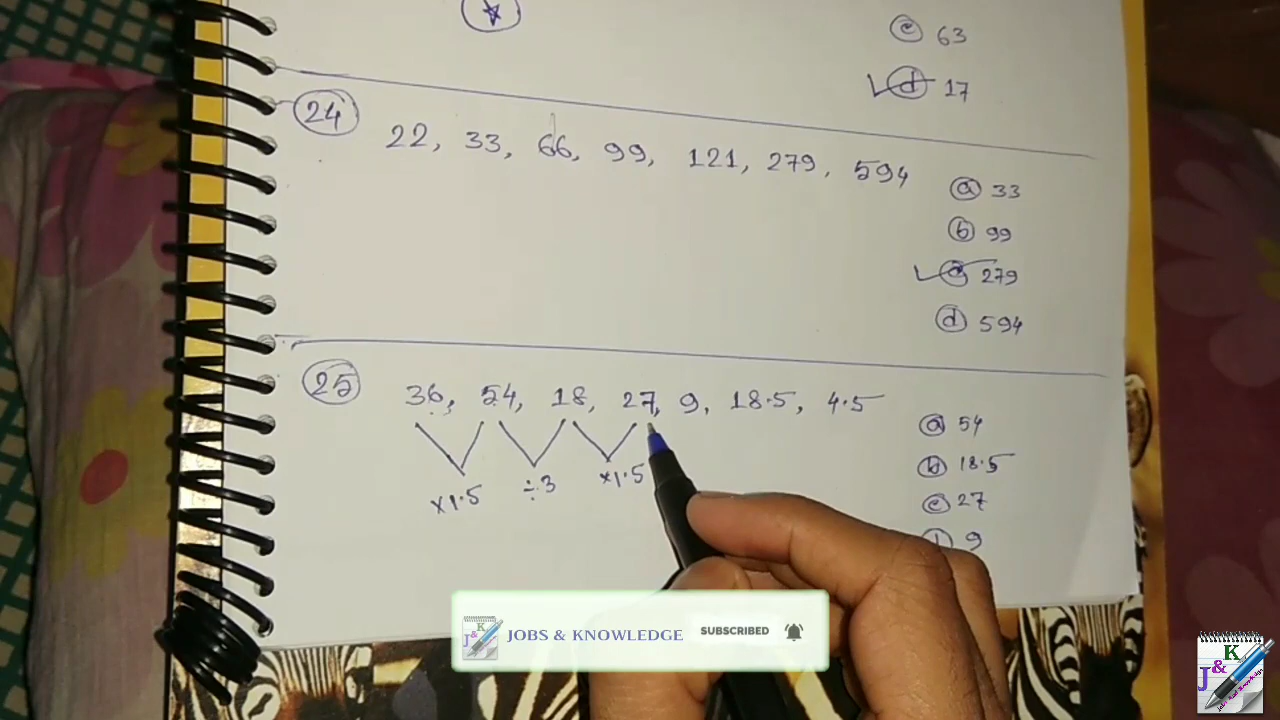 c 63
d 17
24
22, 33, 66, 99, 121, 279, 594
a 33
b 99
c 279
d 594
25
36, 54, 18, 27, 9, 18.5, 4.5
×1.5 ÷3 ×1.5
a 54
b 18.5
c 27
d 9
J&K JOBS & KNOWLEDGE SUBSCRIBED
J&K